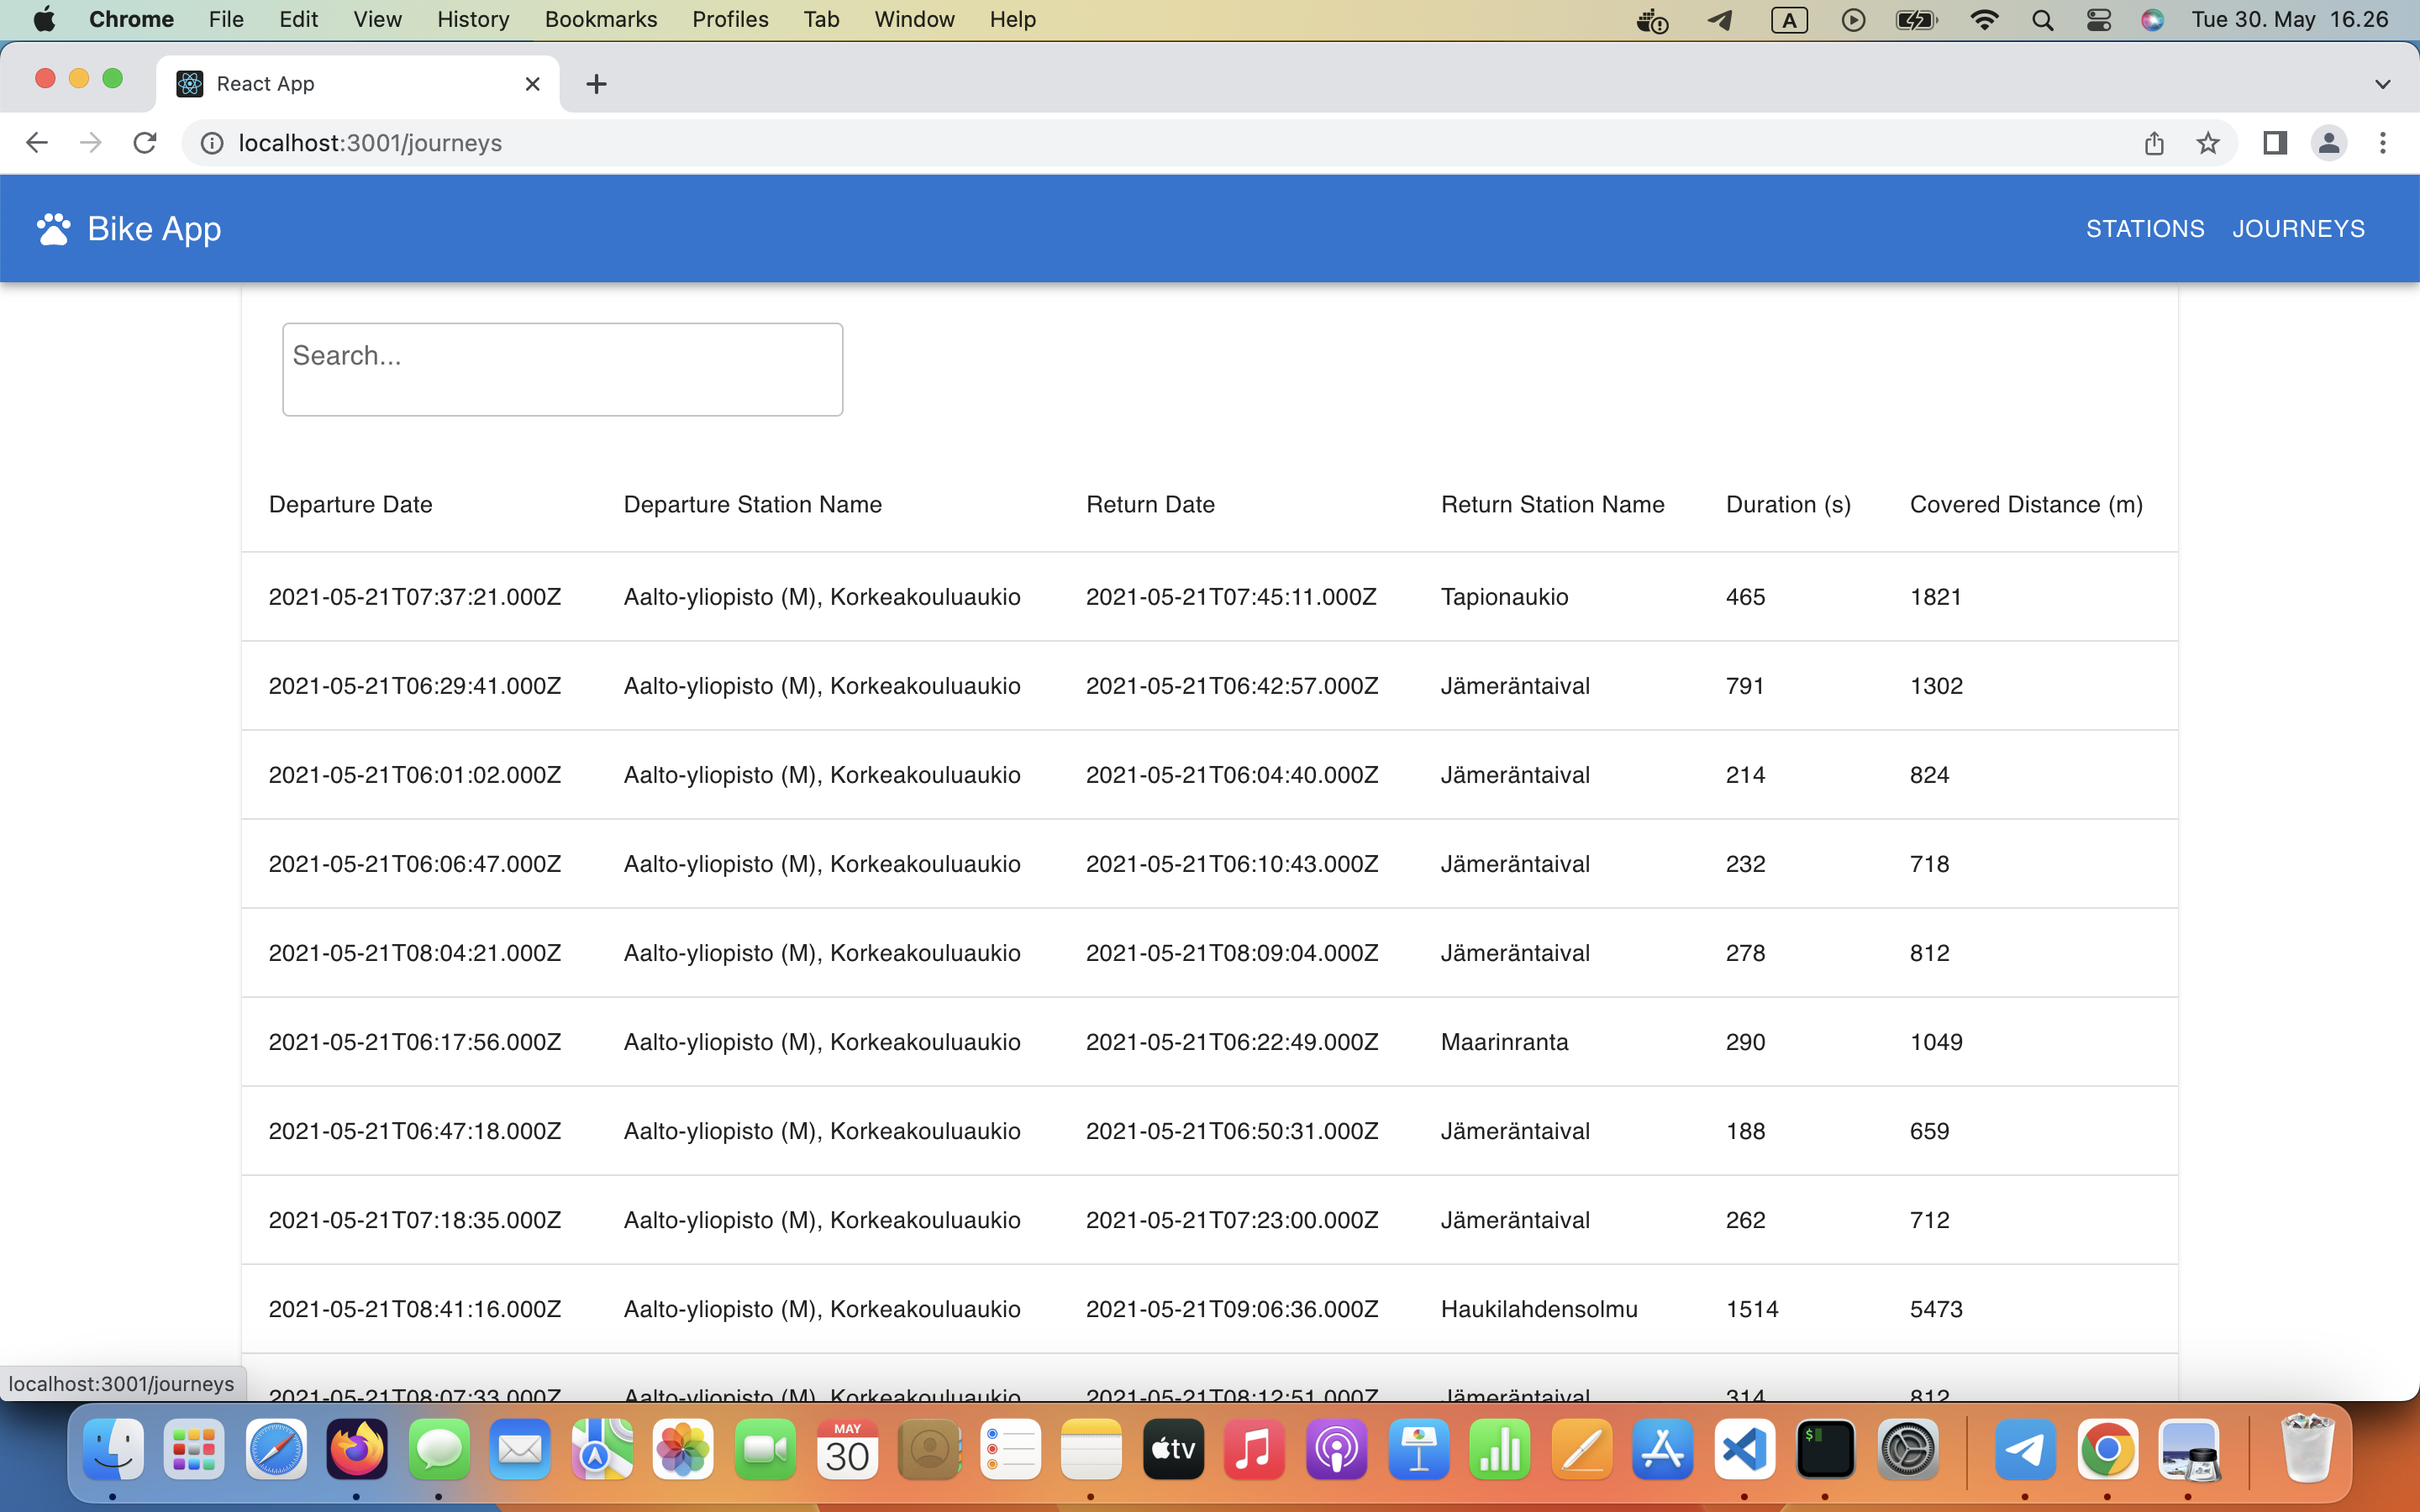 Chrome File Edit View History Bookmarks Profiles Tab Window Help A Tue 30. May 16.26
React App
localhost:3001/journeys
Bike App STATIONS JOURNEYS
Search...
Departure Date Departure Station Name Return Date Return Station Name Duration (s) Covered Distance (m)
2021-05-21T07:37:21.000Z Aalto-yliopisto (M), Korkeakouluaukio 2021-05-21T07:45:11.000Z Tapionaukio 465 1821
2021-05-21T06:29:41.000Z Aalto-yliopisto (M), Korkeakouluaukio 2021-05-21T06:42:57.000Z Jämeräntaival 791 1302
2021-05-21T06:01:02.000Z Aalto-yliopisto (M), Korkeakouluaukio 2021-05-21T06:04:40.000Z Jämeräntaival 214 824
2021-05-21T06:06:47.000Z Aalto-yliopisto (M), Korkeakouluaukio 2021-05-21T06:10:43.000Z Jämeräntaival 232 718
2021-05-21T08:04:21.000Z Aalto-yliopisto (M), Korkeakouluaukio 2021-05-21T08:09:04.000Z Jämeräntaival 278 812
2021-05-21T06:17:56.000Z Aalto-yliopisto (M), Korkeakouluaukio 2021-05-21T06:22:49.000Z Maarinranta 290 1049
2021-05-21T06:47:18.000Z Aalto-yliopisto (M), Korkeakouluaukio 2021-05-21T06:50:31.000Z Jämeräntaival 188 659
2021-05-21T07:18:35.000Z Aalto-yliopisto (M), Korkeakouluaukio 2021-05-21T07:23:00.000Z Jämeräntaival 262 712
2021-05-21T08:41:16.000Z Aalto-yliopisto (M), Korkeakouluaukio 2021-05-21T09:06:36.000Z Haukilahdensolmu 1514 5473
2021-05-21T08:07:33.000Z Aalto-yliopisto (M), Korkeakouluaukio 2021-05-21T08:12:51.000Z Jämeräntaival 314 812
localhost:3001/journeys
MAY
30
tv
$